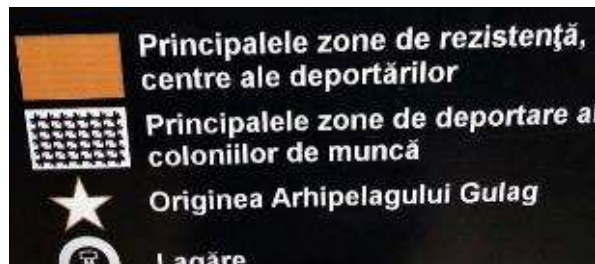 Principalele zone de rezistenţă,
centre ale deportărilor
Principalele zone de deportare
coloniilor de muncă
Originea Arhipelagului Gulag
Lagăre